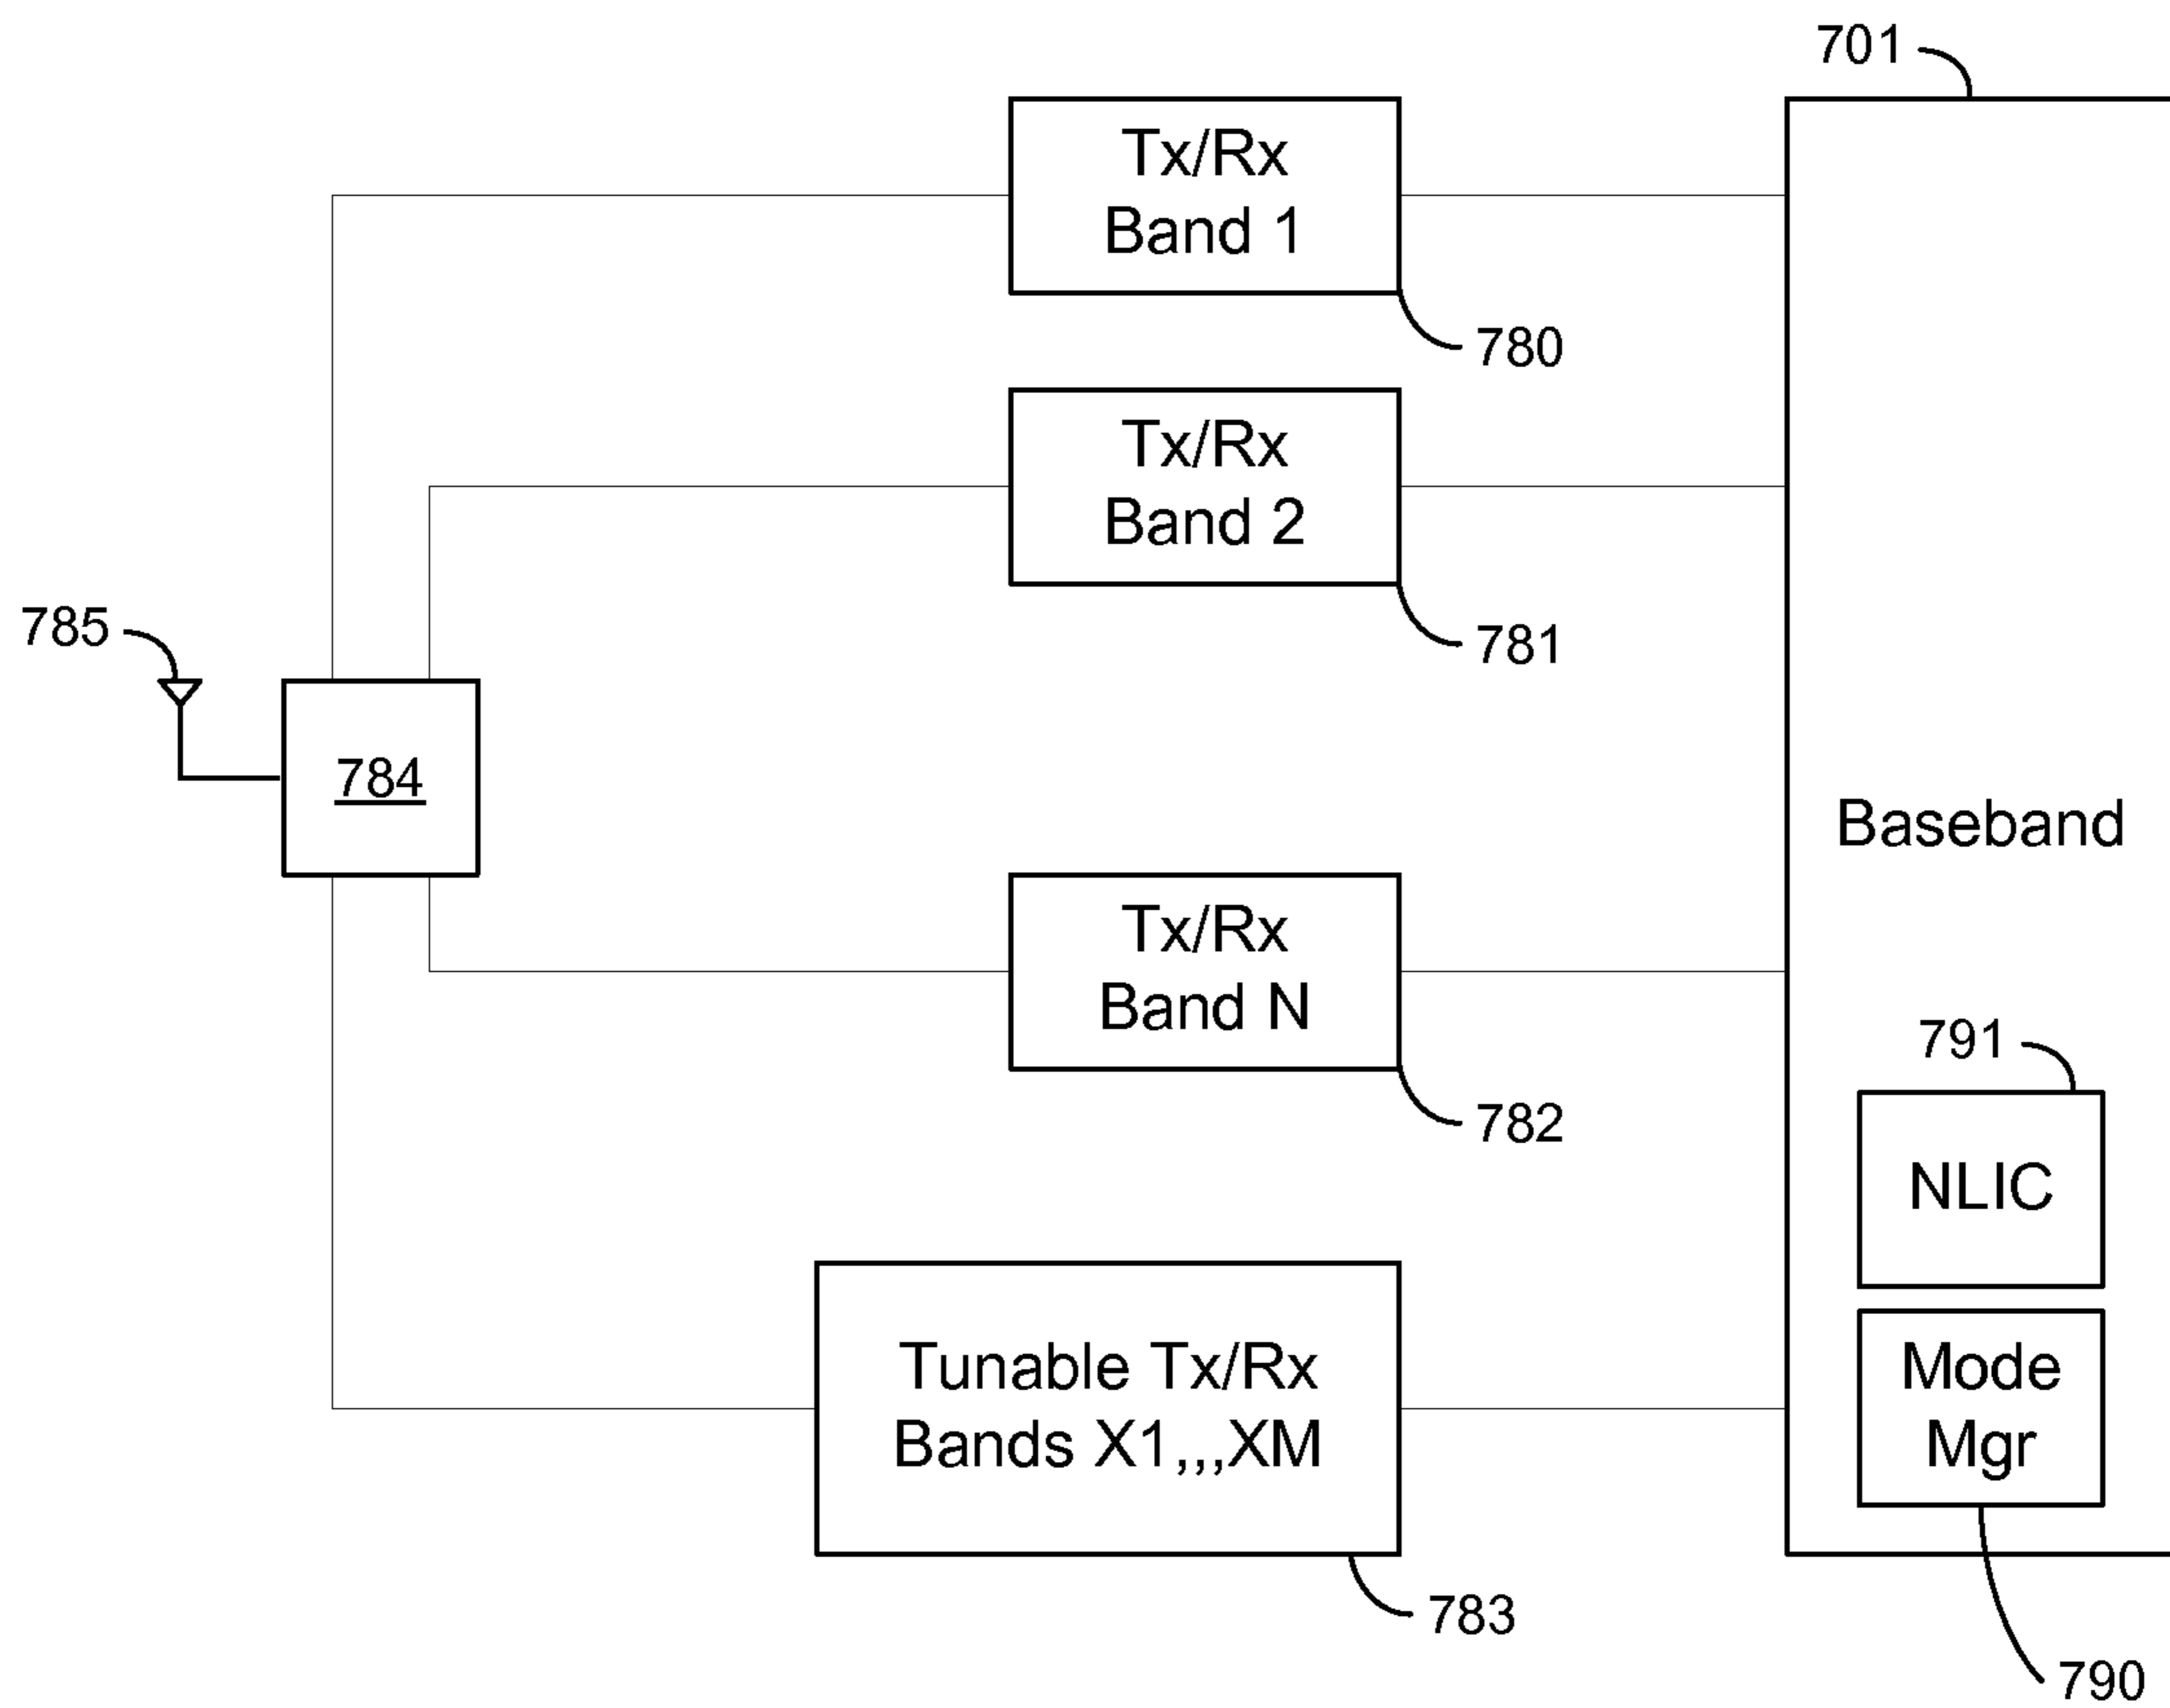 701
Tx/Rx
Band 1
780
Tx/Rx
Band 2
781
785
784
Baseband
Tx/Rx
Band N
782
791
NLIC
Tunable Tx/Rx
Bands X1,,,XM
783
Mode
Mgr
790